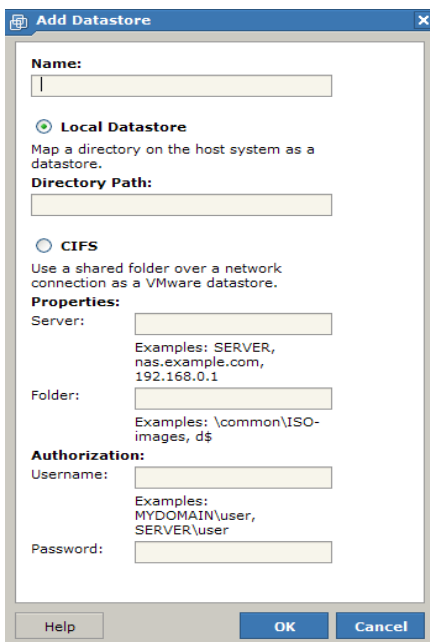 Add Datastore
Name:
Local Datastore
Map a directory on the host system as a
datastore.
Directory Path:
CIFS
Use a shared folder over a network
connection as a VMware datastore.
Properties:
Server:
Examples: SERVER,
nas.example.com,
192.168.0.1
Folder:
Examples: \common\ISO-
images, d$
Authorization:
Username:
Examples:
MYDOMAIN\user,
SERVER\user
Password:
Help OK Cancel